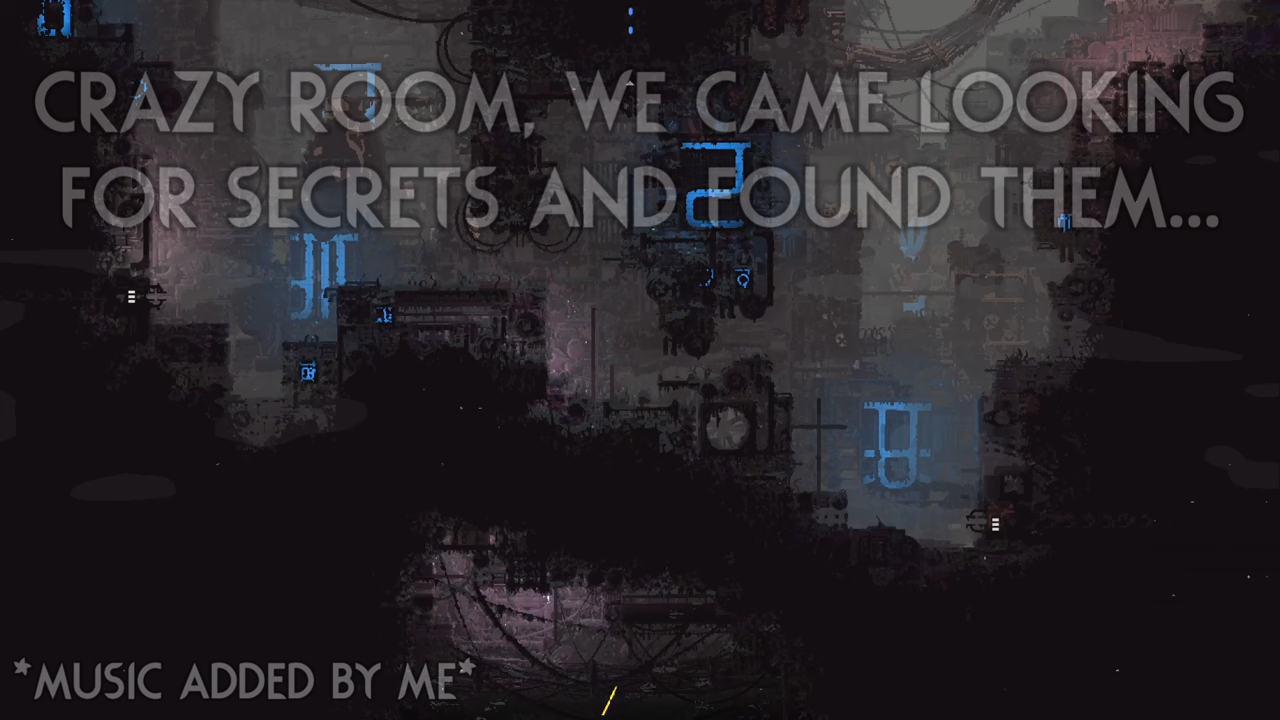 CRAZY ROOM, WE CAME LOOKING
FOR SECRETS AND FOUND THEM...
*MUSIC ADDED BY ME*